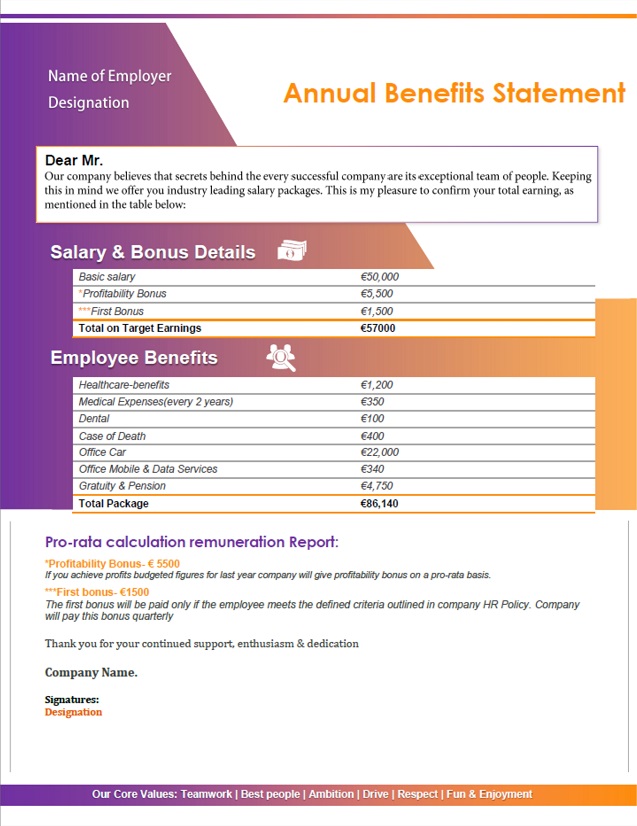 Name of Employer
Designation
Annual Benefits Statement
Dear Mr.
Our company believes that secrets behind the every successful company are its exceptional team of people. Keeping
this in mind we offer you industry leading salary packages. This is my pleasure to confirm your total earning, as
mentioned in the table below:
Salary & Bonus Details
Basic salary €50,000
*Profitability Bonus €5,500
***First Bonus €1,500
Total on Target Earnings €57000
Employee Benefits
Healthcare-benefits €1,200
Medical Expenses(every 2 years) €350
Dental €100
Case of Death €400
Office Car €22,000
Office Mobile & Data Services €340
Gratuity & Pension €4,750
Total Package €86,140
Pro-rata calculation remuneration Report:
*Profitability Bonus- € 5500
If you achieve profits budgeted figures for last year company will give profitability bonus on a pro-rata basis.
***First bonus- €1500
The first bonus will be paid only if the employee meets the defined criteria outlined in company HR Policy. Company
will pay this bonus quarterly
Thank you for your continued support, enthusiasm & dedication
Company Name.
Signatures:
Designation
Our Core Values: Teamwork | Best people | Ambition | Drive | Respect | Fun & Enjoyment